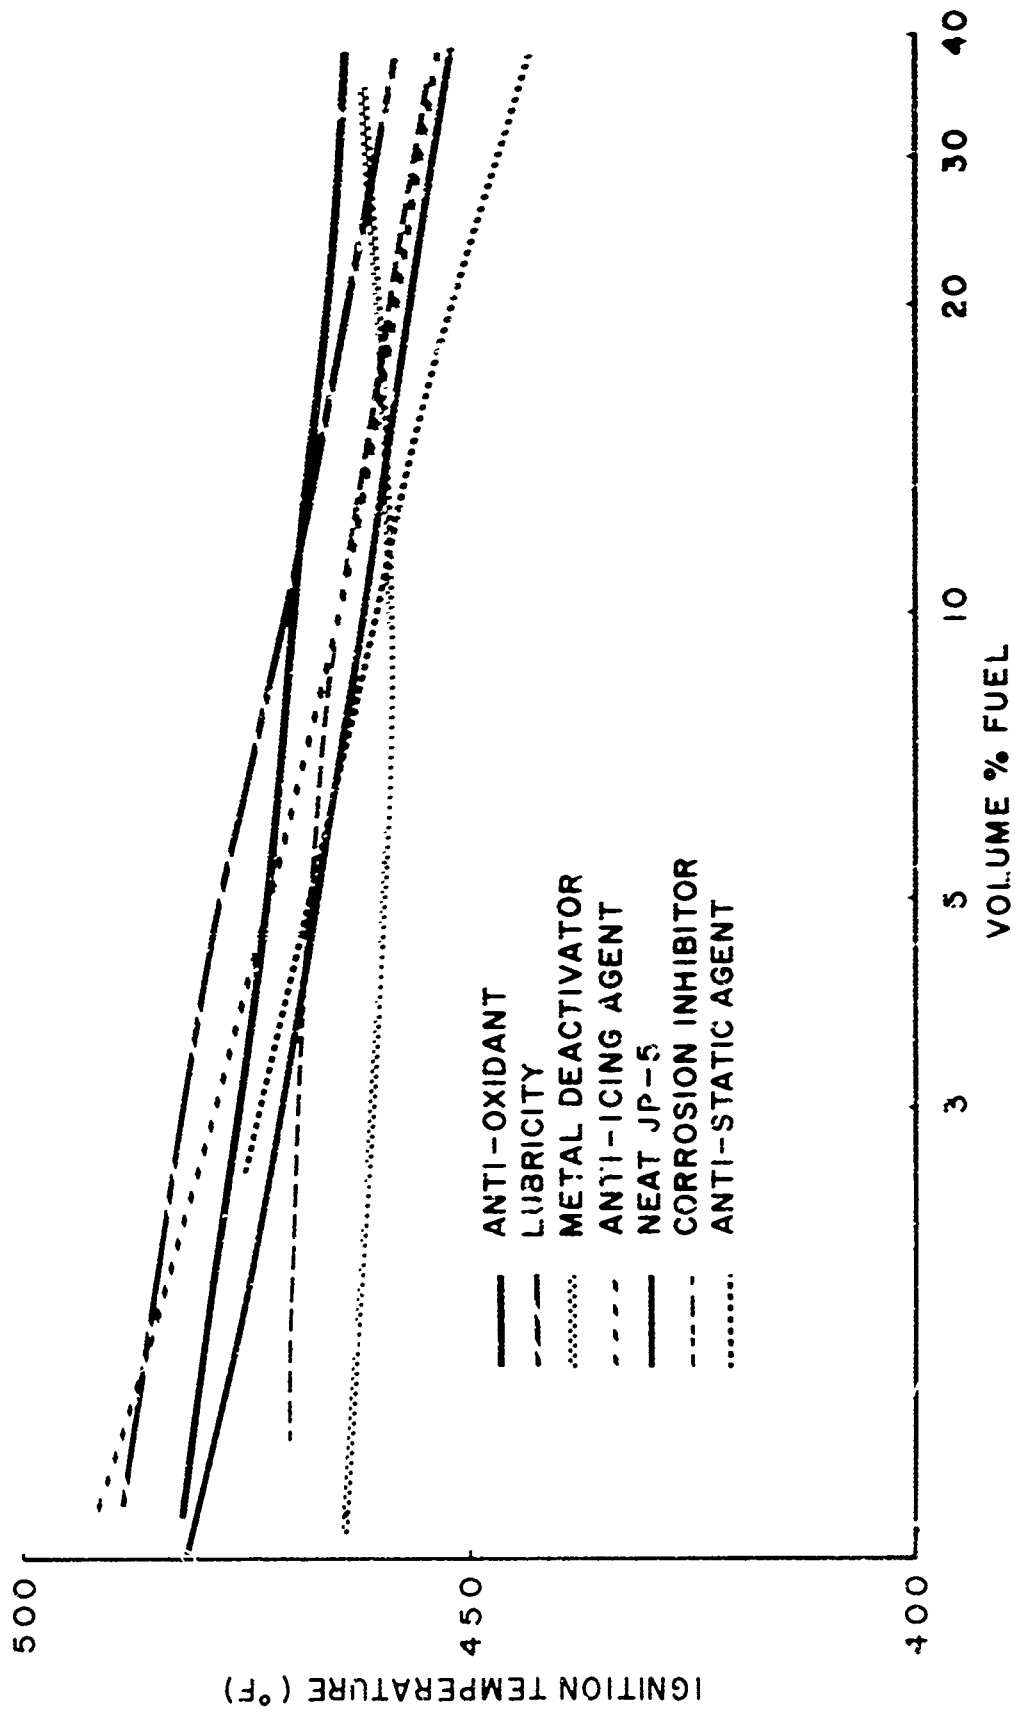 500
450
400
IGNITION TEMPERATURE (°F)
ANTI-OXIDANT
LUBRICITY
METAL DEACTIVATOR
ANTI-ICING AGENT
NEAT JP-5
CORROSION INHIBITOR
ANTI-STATIC AGENT
3
5
10
20
30
40
VOLUME % FUEL